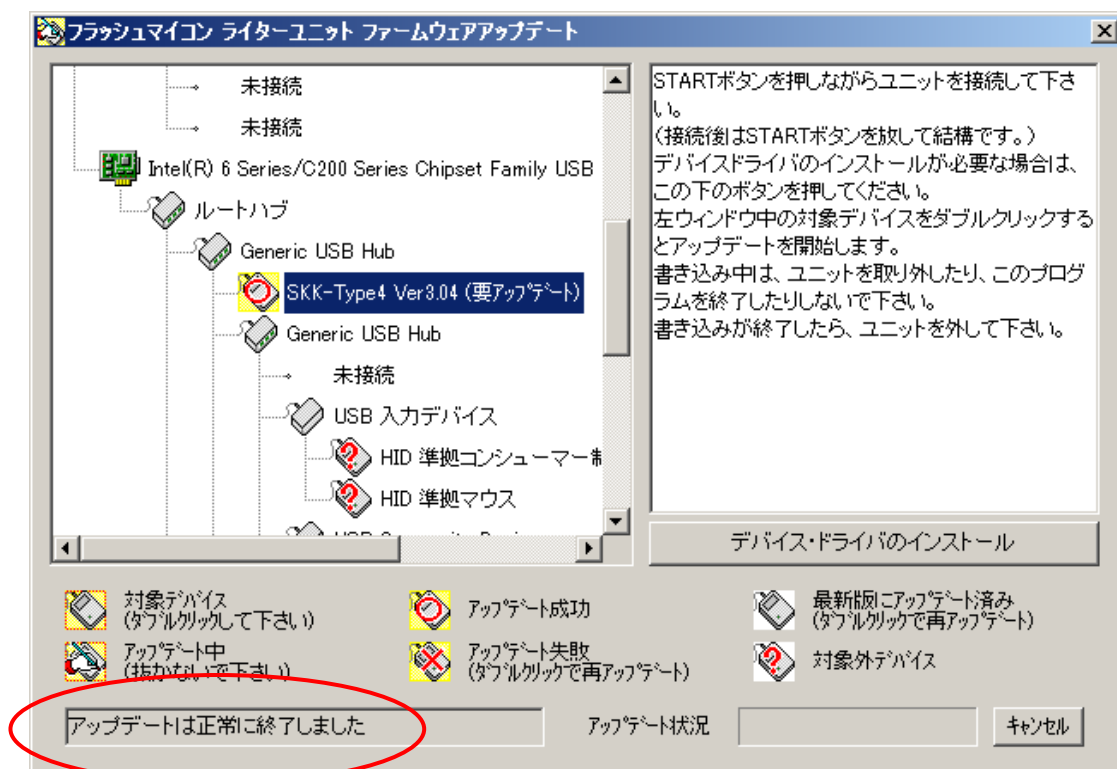 フラッシュマイコン ライターユニット ファームウェアアップデート
未接続
未接続
Intel(R) 6 Series/C200 Series Chipset Family USB
ルートハブ
Generic USB Hub
SKK-Type4 Ver3.04 (要アップデート)
Generic USB Hub
未接続
USB 入力デバイス
HID 準拠コンシューマー制
HID 準拠マウス
STARTボタンを押しながらユニットを接続して下さ
い。
(接続後はSTARTボタンを放して結構です。)
デバイスドライバのインストールが必要な場合は、
この下のボタンを押してください。
左ウィンドウ中の対象デバイスをダブルクリックする
とアップデートを開始します。
書き込み中は、ユニットを取り外したり、このプログ
ラムを終了したりしないで下さい。
書き込みが終了したら、ユニットを外して下さい。
デバイス・ドライバのインストール
対象デバイス
(ダブルクリックして下さい)
アップデート成功
最新版にアップデート済み
(ダブルクリックで再アップデート)
アップデート中
(抜かないで下さい)
アップデート失敗
(ダブルクリックで再アップデート)
対象外デバイス
アップデートは正常に終了しました
アップデート状況
キャンセル